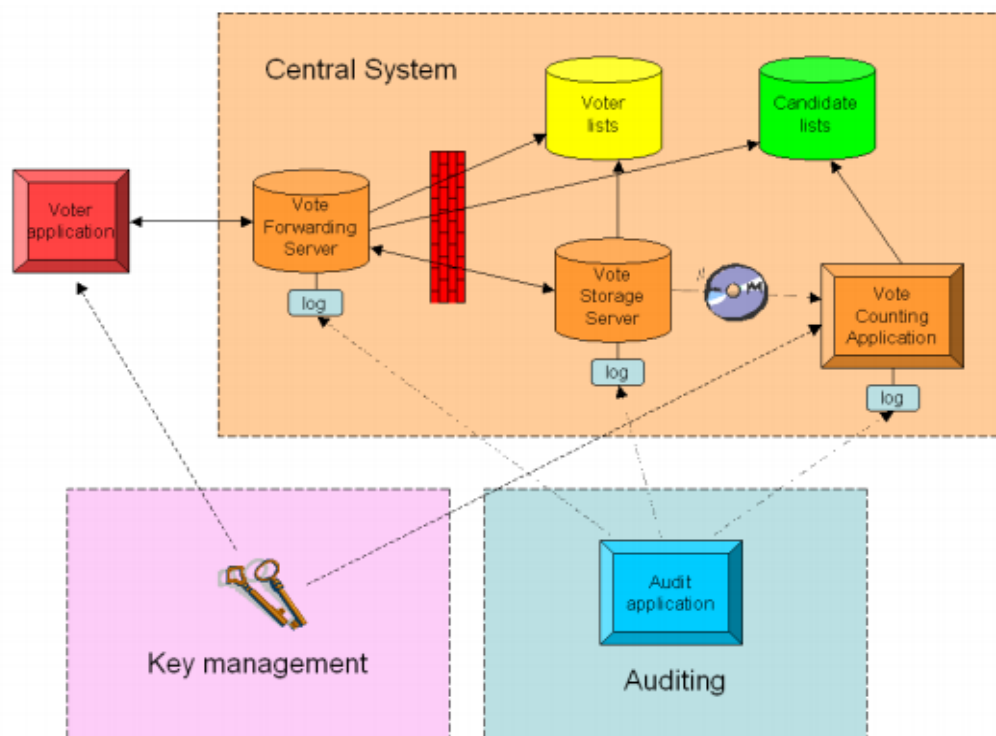 Central System
Voter
lists
Candidate
lists
Voter
application
Vote
Forwarding
Server
log
Vote
Storage
Server
log
Vote
Counting
Application
log
Key management
Audit
application
Auditing